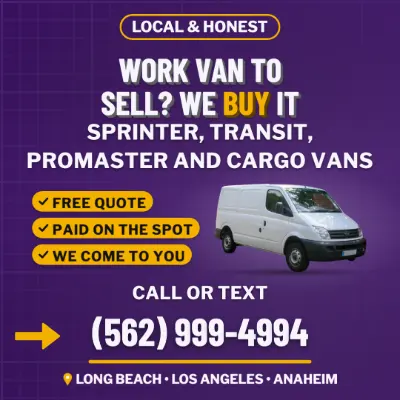 LOCAL & HONEST
WORK VAN TO
SELL? WE BUY IT
SPRINTER, TRANSIT,
PROMASTER AND CARGO VANS
FREE QUOTE
PAID ON THE SPOT
WE COME TO YOU
CALL OR TEXT
(562) 999-4994
LONG BEACH • LOS ANGELES • ANAHEIM